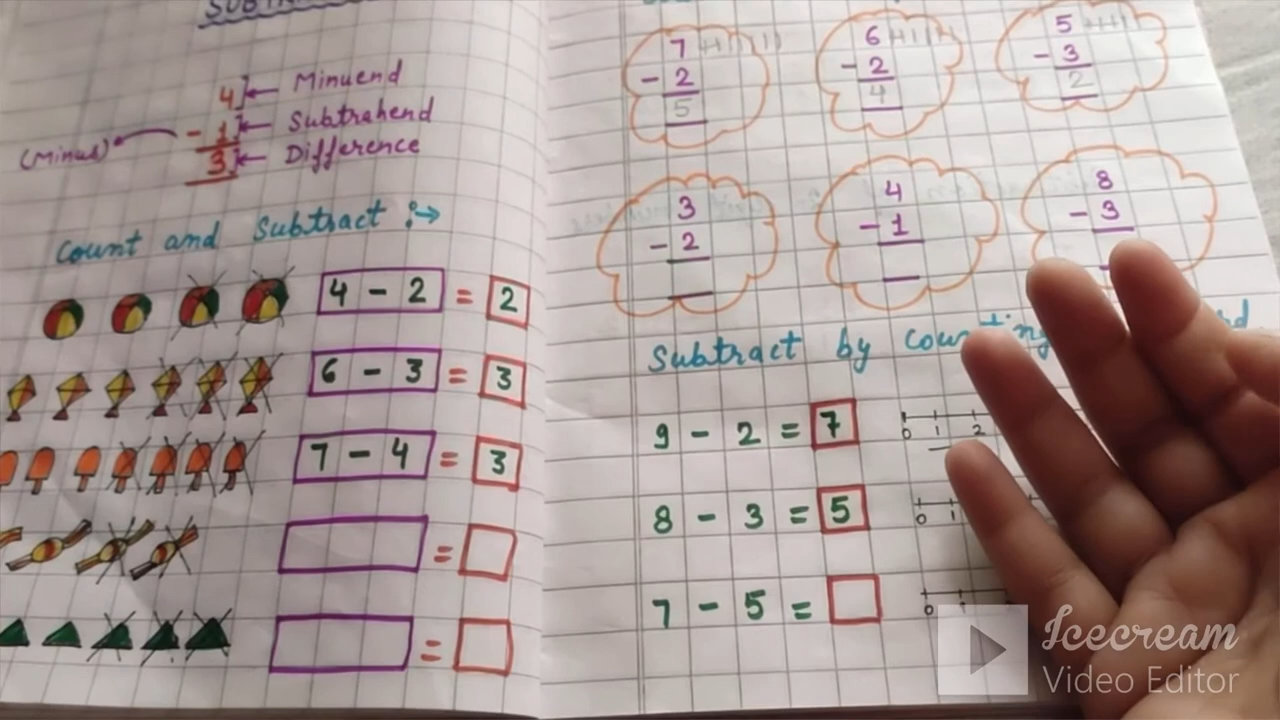 4 Minuend
(Minus) - 1 Subtrahend
3 Difference
Count and Subtract :→
4 - 2 = 2
6 - 3 = 3
7 - 4 = 3
=
=
7 6 5
- 2 - 2 - 3
5 4 2
3 4 8
- 2 - 1 - 3
Subtract by
9 - 2 = 7
0 1 2
8 - 3 = 5
0 1
7 - 5 =
0
Icecream
Video Editor